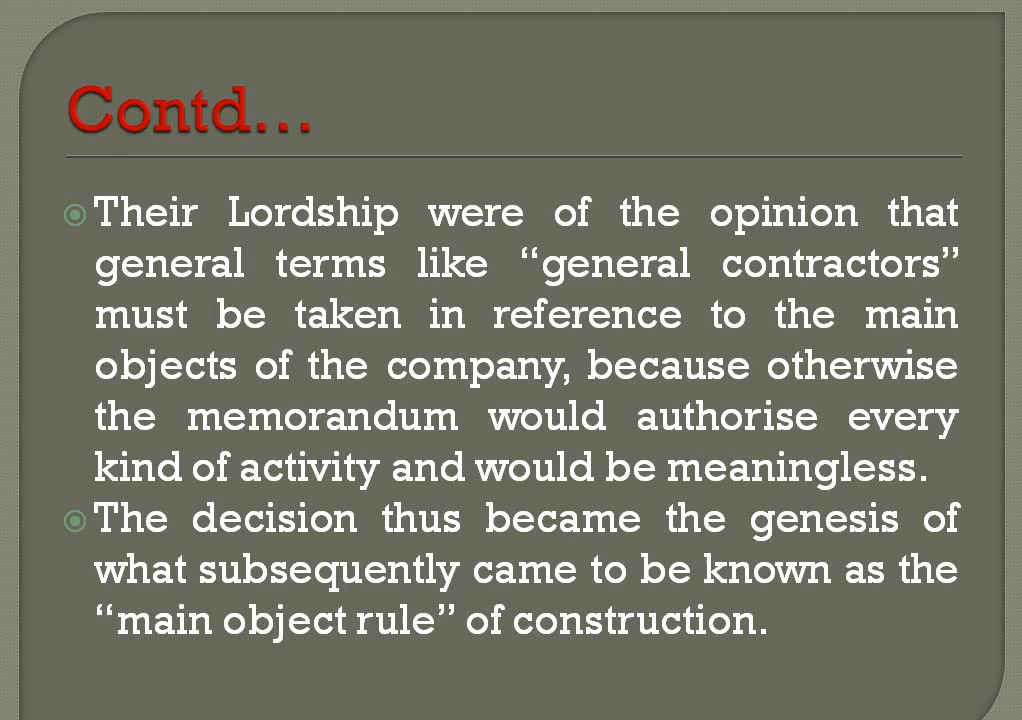 Contd…
Their Lordship were of the opinion that
general terms like “general contractors”
must be taken in reference to the main
objects of the company, because otherwise
the memorandum would authorise every
kind of activity and would be meaningless.
The decision thus became the genesis of
what subsequently came to be known as the
“main object rule” of construction.